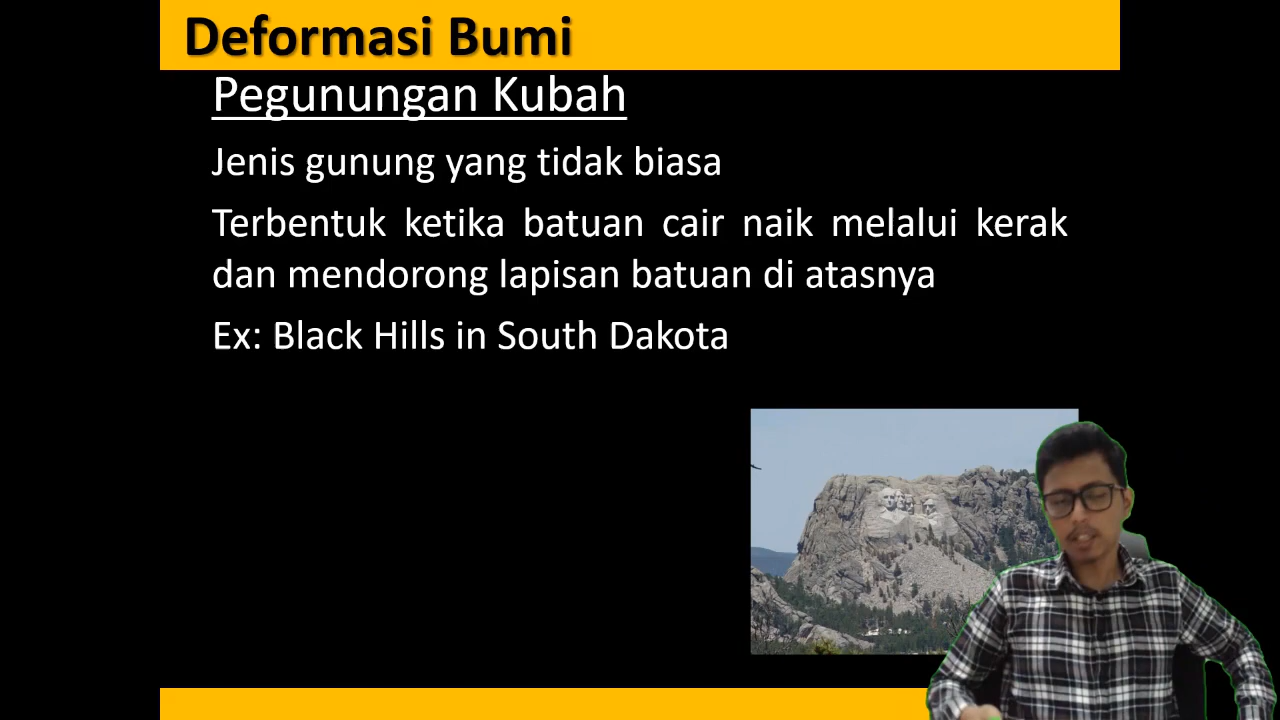 Deformasi Bumi
Pegunungan Kubah
Jenis gunung yang tidak biasa
Terbentuk ketika batuan cair naik melalui kerak
dan mendorong lapisan batuan di atasnya
Ex: Black Hills in South Dakota